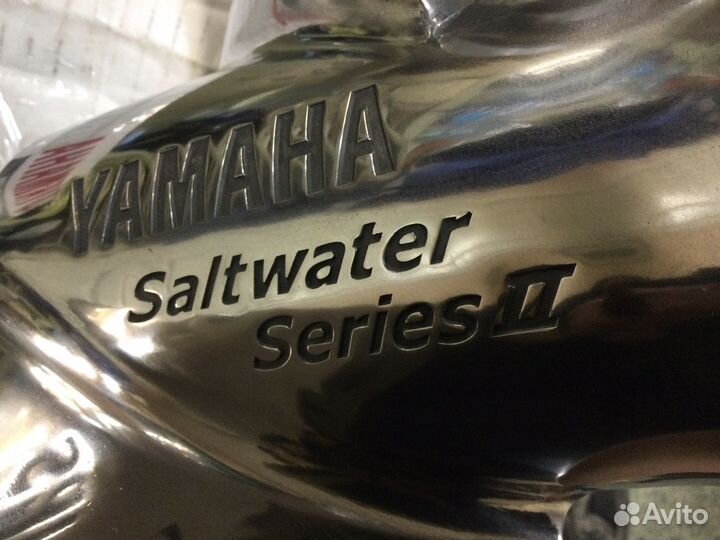 YAMAHA
Saltwater
Series II
Avito